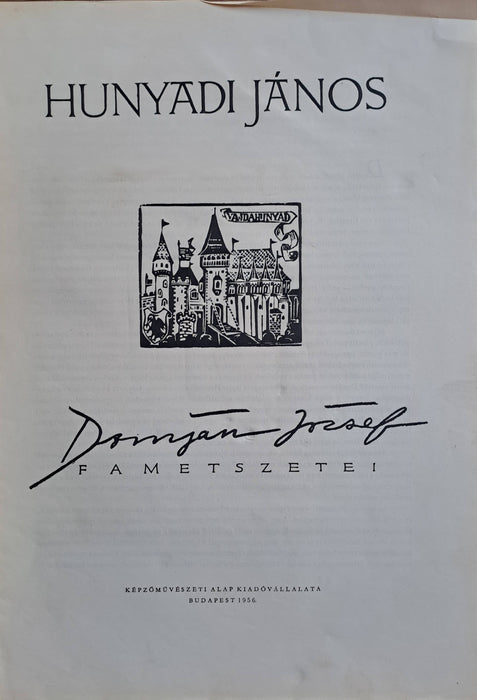 HUNYADI JÁNOS
VAJDAHUNYAD
Domján József
FAMETSZETEI
KÉPZŐMŰVÉSZETI ALAP KIADÓVÁLLALATA
BUDAPEST 1956.